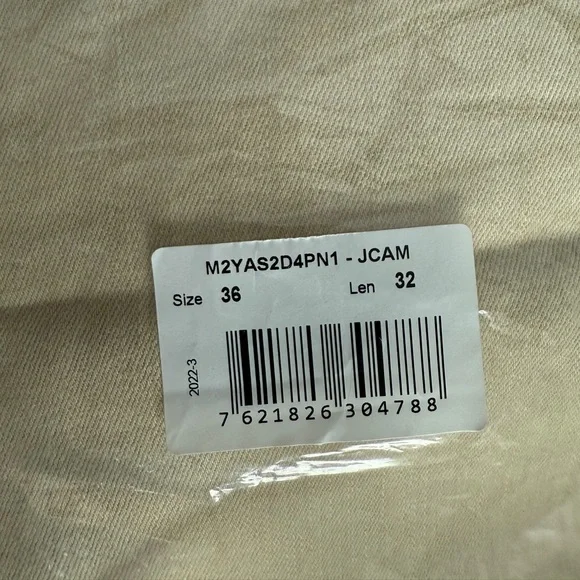 M2YAS2D4PN1 - JCAM
Size 36 Len 32
2022-3
7 621826 304788